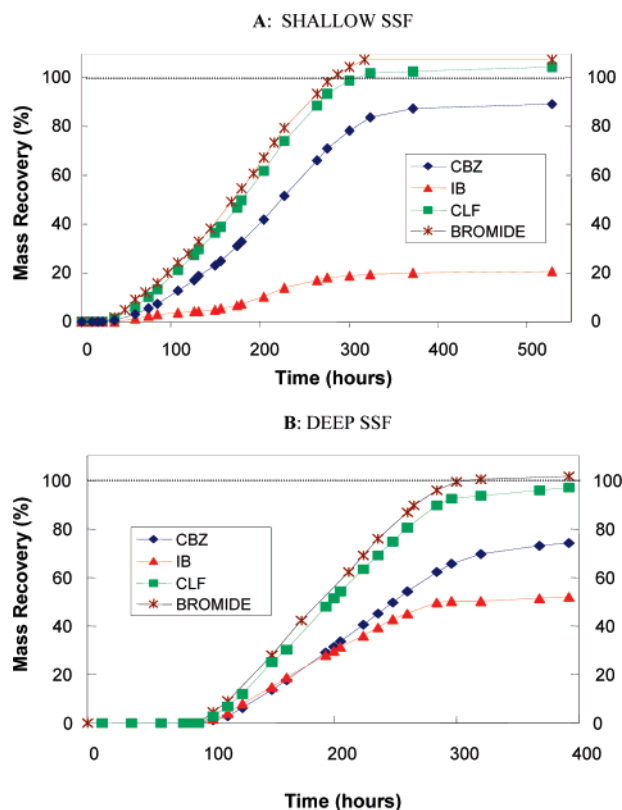 A: SHALLOW SSF
Mass Recovery (%)
100
80
60
40
20
0
100
80
60
40
20
0
CBZ
IB
CLF
BROMIDE
0 100 200 300 400 500
Time (hours)
B: DEEP SSF
Mass Recovery (%)
100
80
60
40
20
0
100
80
60
40
20
0
CBZ
IB
CLF
BROMIDE
0 100 200 300 400
Time (hours)